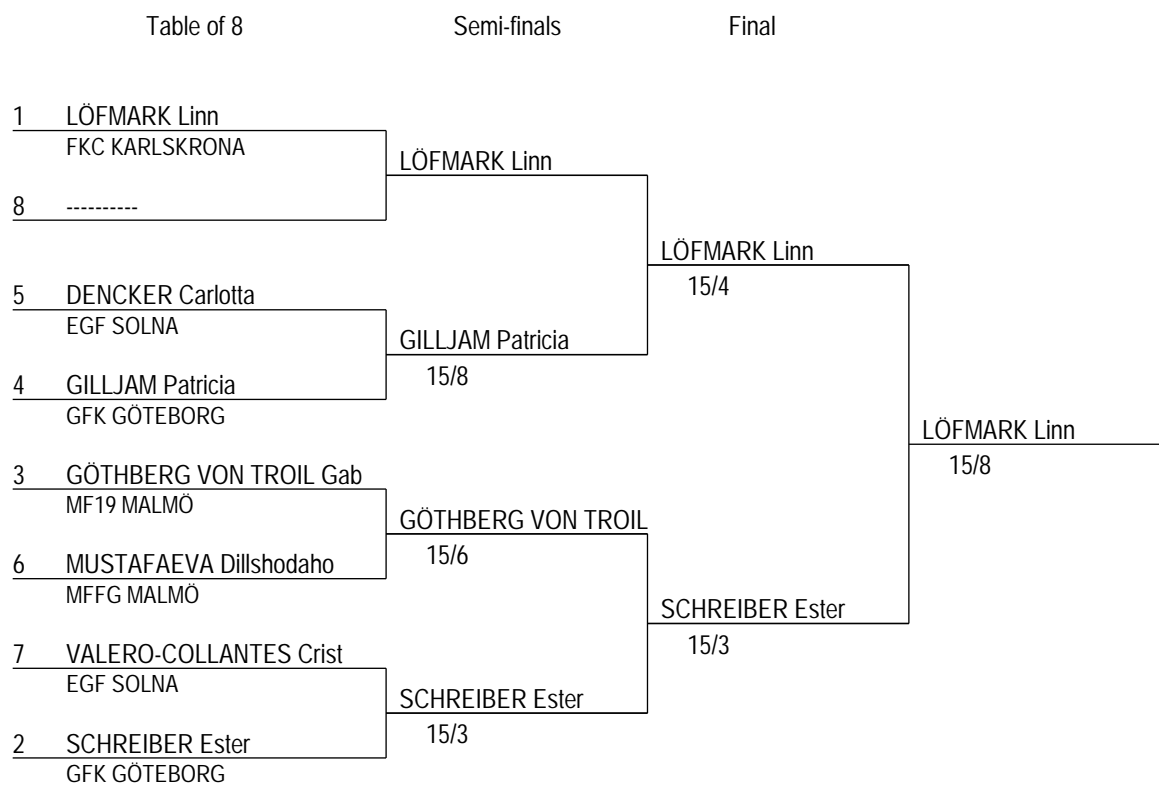 Table of 8 Semi-finals Final
1 LÖFMARK Linn
FKC KARLSKRONA
LÖFMARK Linn
8 ----------
LÖFMARK Linn
15/4
5 DENCKER Carlotta
EGF SOLNA
GILLJAM Patricia
15/8
4 GILLJAM Patricia
GFK GÖTEBORG
LÖFMARK Linn
15/8
3 GÖTHBERG VON TROIL Gab
MF19 MALMÖ
GÖTHBERG VON TROIL
15/6
6 MUSTAFAEVA Dillshodaho
MFFG MALMÖ
SCHREIBER Ester
15/3
7 VALERO-COLLANTES Crist
EGF SOLNA
SCHREIBER Ester
15/3
2 SCHREIBER Ester
GFK GÖTEBORG